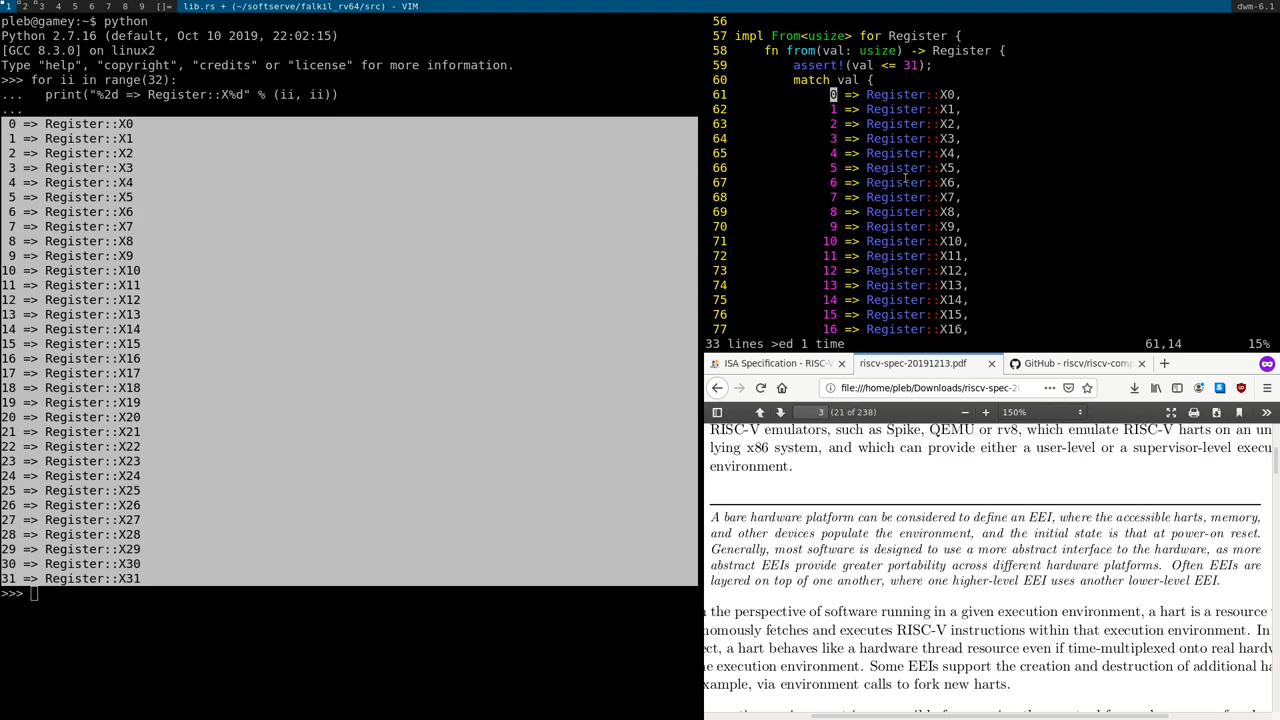 1 2 3 4 5 6 7 8 9 []= lib.rs + (~/softserve/falkil_rv64/src) - VIM
dwm-6.1
pleb@gamey:~$ python
Python 2.7.16 (default, Oct 10 2019, 22:02:15)
[GCC 8.3.0] on linux2
Type "help", "copyright", "credits" or "license" for more information.
>>> for ii in range(32):
...   print("%2d => Register::X%d" % (ii, ii))
...
 0 => Register::X0
 1 => Register::X1
 2 => Register::X2
 3 => Register::X3
 4 => Register::X4
 5 => Register::X5
 6 => Register::X6
 7 => Register::X7
 8 => Register::X8
 9 => Register::X9
10 => Register::X10
11 => Register::X11
12 => Register::X12
13 => Register::X13
14 => Register::X14
15 => Register::X15
16 => Register::X16
17 => Register::X17
18 => Register::X18
19 => Register::X19
20 => Register::X20
21 => Register::X21
22 => Register::X22
23 => Register::X23
24 => Register::X24
25 => Register::X25
26 => Register::X26
27 => Register::X27
28 => Register::X28
29 => Register::X29
30 => Register::X30
31 => Register::X31
>>>
56
57 impl From<usize> for Register {
58     fn from(val: usize) -> Register {
59         assert!(val <= 31);
60         match val {
61              0 => Register::X0,
62              1 => Register::X1,
63              2 => Register::X2,
64              3 => Register::X3,
65              4 => Register::X4,
66              5 => Register::X5,
67              6 => Register::X6,
68              7 => Register::X7,
69              8 => Register::X8,
70              9 => Register::X9,
71             10 => Register::X10,
72             11 => Register::X11,
73             12 => Register::X12,
74             13 => Register::X13,
75             14 => Register::X14,
76             15 => Register::X15,
77             16 => Register::X16,
33 lines >ed 1 time 61,14 15%
ISA Specification - RISC-V riscv-spec-20191213.pdf GitHub - riscv/riscv-com
file:///home/pleb/Downloads/riscv-spec-2
3 (21 of 238) 150%
RISC-V emulators, such as Spike, QEMU or rv8, which emulate RISC-V harts on an un
lying x86 system, and which can provide either a user-level or a supervisor-level execu
environment.
A bare hardware platform can be considered to define an EEI, where the accessible harts, memory,
and other devices populate the environment, and the initial state is that at power-on reset.
Generally, most software is designed to use a more abstract interface to the hardware, as more
abstract EEIs provide greater portability across different hardware platforms. Often EEIs are
layered on top of one another, where one higher-level EEI uses another lower-level EEI.
the perspective of software running in a given execution environment, a hart is a resource
nomously fetches and executes RISC-V instructions within that execution environment. In
ect, a hart behaves like a hardware thread resource even if time-multiplexed onto real hardw
e execution environment. Some EEIs support the creation and destruction of additional ha
xample, via environment calls to fork new harts.